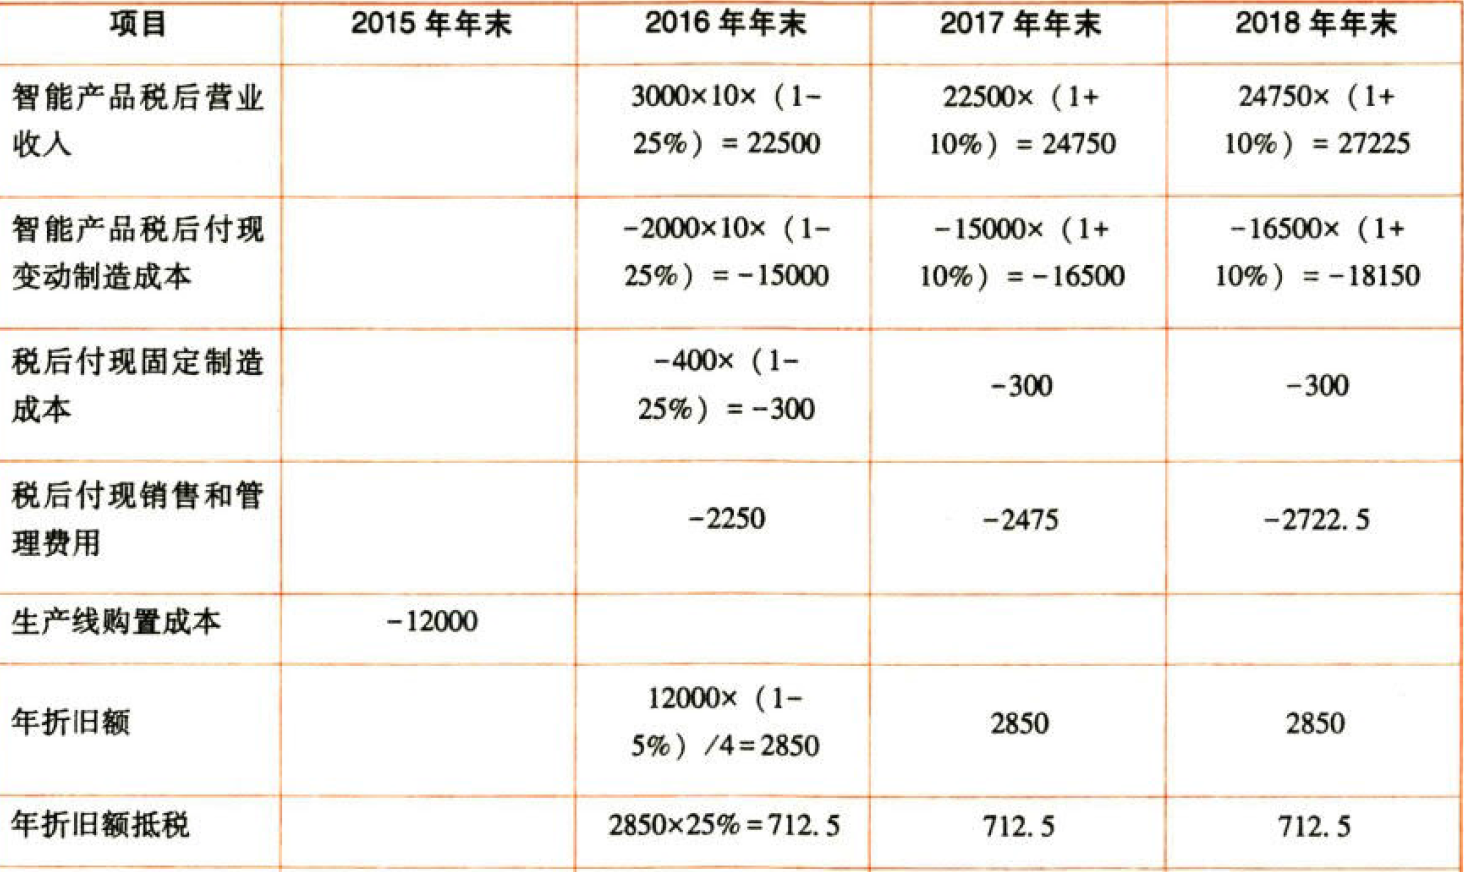 项目 2015 年年末 2016 年年末 2017 年年末 2018 年年末
智能产品税后营业 3000×10×（1- 22500×（1+ 24750×（1+
收入 25%）= 22500 10%）= 24750 10%）= 27225
智能产品税后付现 -2000×10×（1- -15000×（1+ -16500×（1+
变动制造成本 25%）= -15000 10%）= -16500 10%）= -18150
税后付现固定制造 -400×（1-
成本 25%）= -300 -300 -300
税后付现销售和管
理费用 -2250 -2475 -2722. 5
生产线购置成本 -12000
年折旧额 12000×（1-
5%）/4=2850 2850 2850
年折旧额抵税 2850×25%=712. 5 712. 5 712. 5